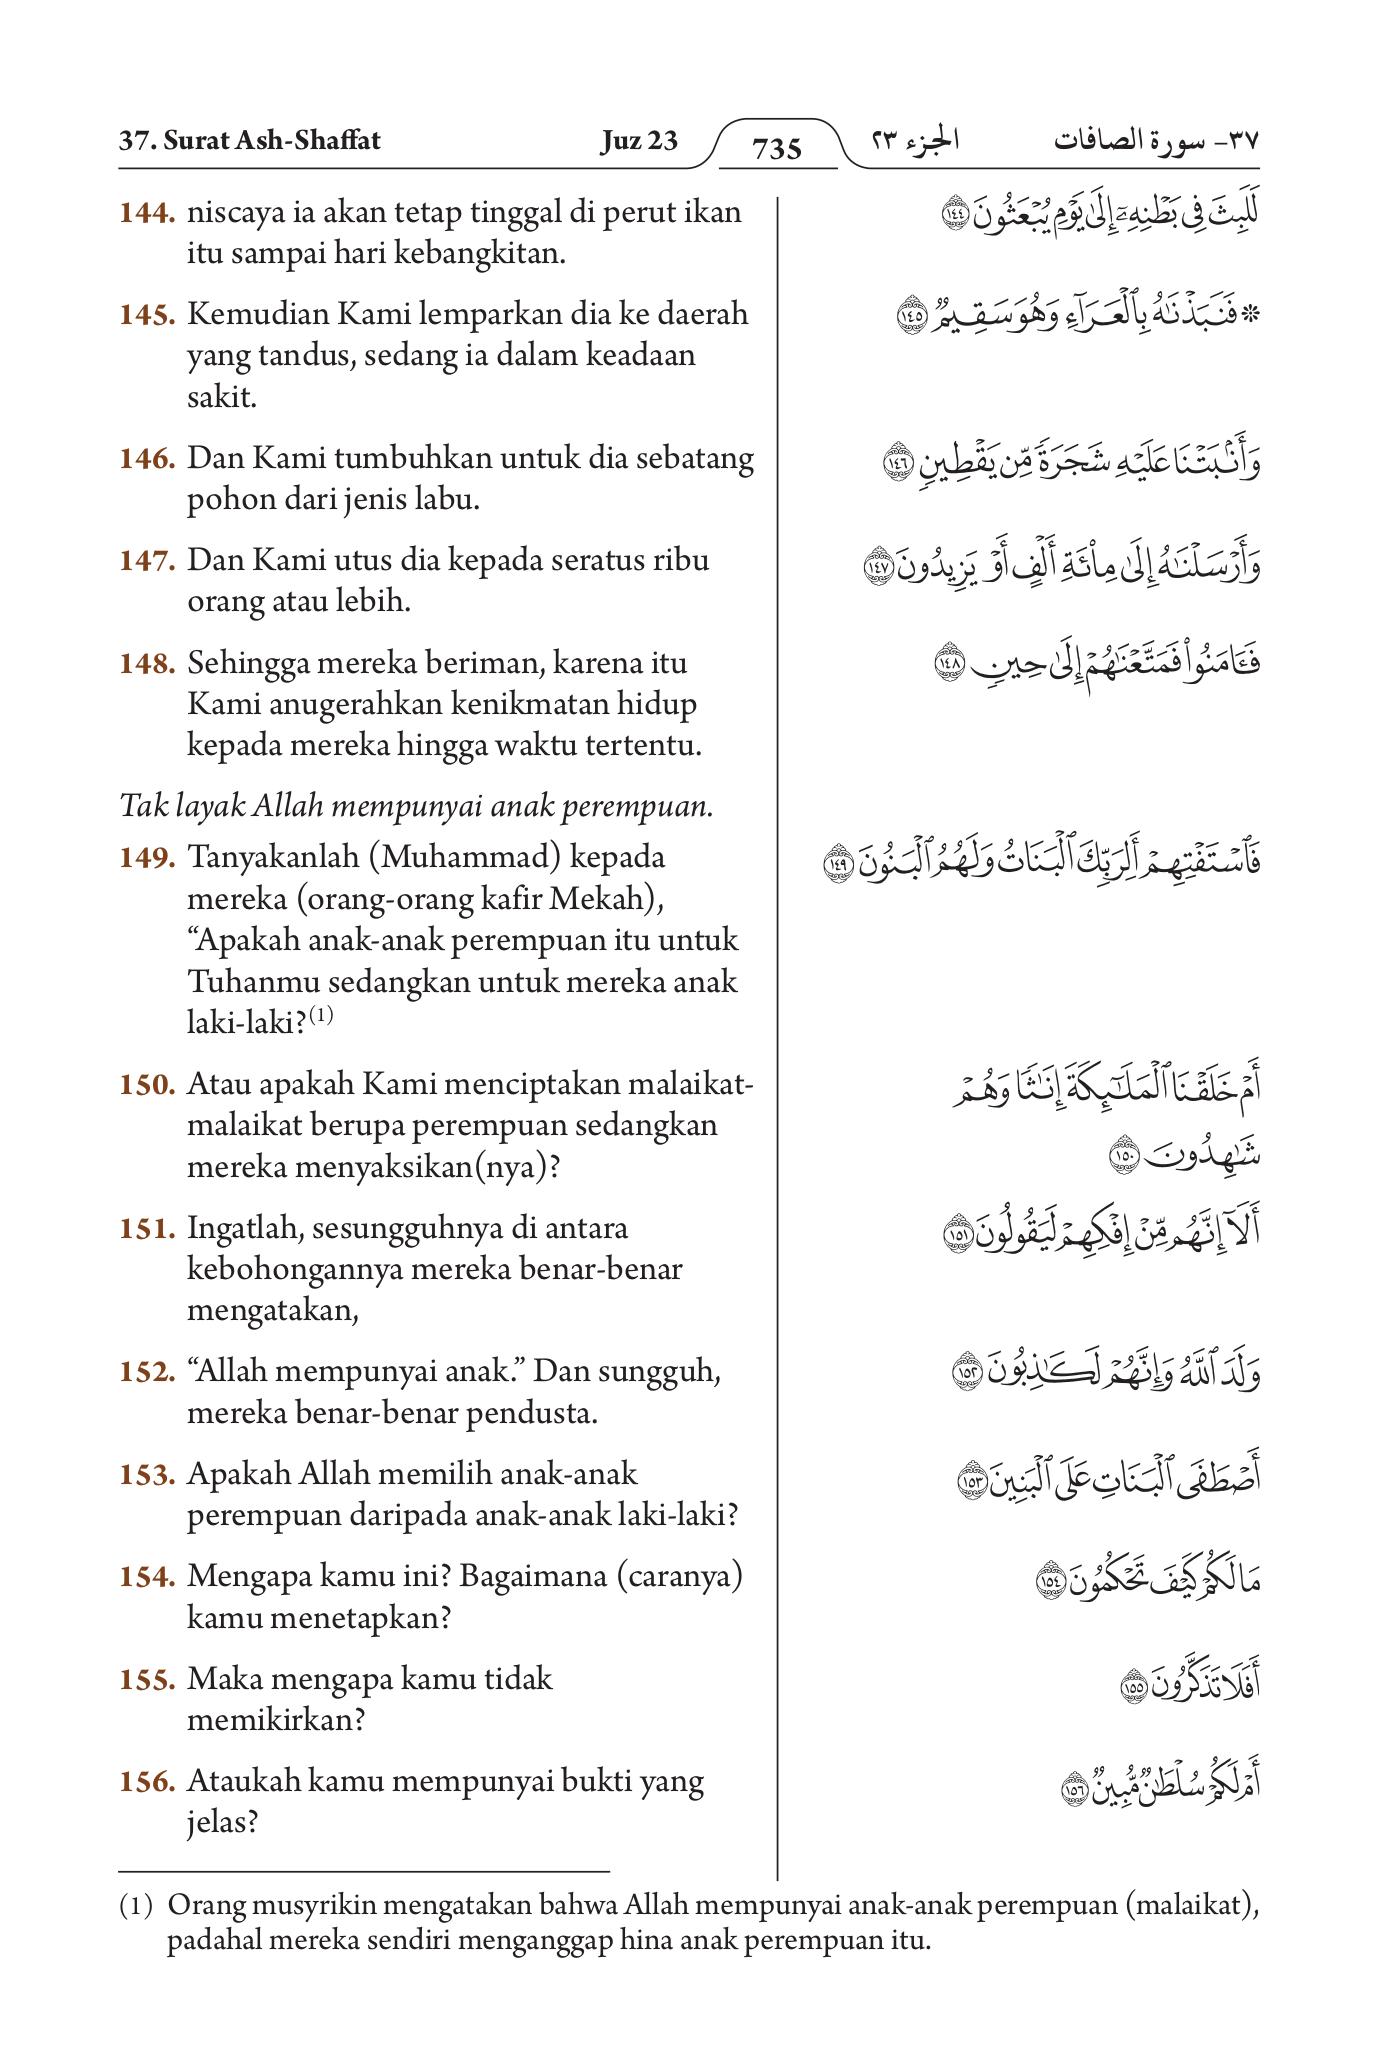 37. Surat Ash-Shaffat
Juz 23
735
الجزء ٢٣
٣٧- سورة الصافات
144. niscaya ia akan tetap tinggal di perut ikan
itu sampai hari kebangkitan.
لَلَبِثَ فِي بَطْنِهِۦٓ إِلَىٰ يَوْمِ يُبْعَثُونَ ١٤٤
145. Kemudian Kami lemparkan dia ke daerah
yang tandus, sedang ia dalam keadaan
sakit.
* فَنَبَذْنَٰهُ بِٱلْعَرَآءِ وَهُوَ سَقِيمٌ ١٤٥
146. Dan Kami tumbuhkan untuk dia sebatang
pohon dari jenis labu.
وَأَنۢبَتْنَا عَلَيْهِ شَجَرَةً مِّن يَقْطِينٍ ١٤٦
147. Dan Kami utus dia kepada seratus ribu
orang atau lebih.
وَأَرْسَلْنَٰهُ إِلَىٰ مِا۟ئَةِ أَلْفٍ أَوْ يَزِيدُونَ ١٤٧
148. Sehingga mereka beriman, karena itu
Kami anugerahkan kenikmatan hidup
kepada mereka hingga waktu tertentu.
فَـَٔامَنُوا۟ فَمَتَّعْنَٰهُمْ إِلَىٰ حِينٍ ١٤٨
Tak layak Allah mempunyai anak perempuan.
149. Tanyakanlah (Muhammad) kepada
mereka (orang-orang kafir Mekah),
“Apakah anak-anak perempuan itu untuk
Tuhanmu sedangkan untuk mereka anak
laki-laki?(1)
فَٱسْتَفْتِهِمْ أَلِرَبِّكَ ٱلْبَنَاتُ وَلَهُمُ ٱلْبَنُونَ ١٤٩
150. Atau apakah Kami menciptakan malaikat-
malaikat berupa perempuan sedangkan
mereka menyaksikan(nya)?
أَمْ خَلَقْنَا ٱلْمَلَٰٓئِكَةَ إِنَٰثًا وَهُمْ
شَٰهِدُونَ ١٥٠
151. Ingatlah, sesungguhnya di antara
kebohongannya mereka benar-benar
mengatakan,
أَلَآ إِنَّهُم مِّنْ إِفْكِهِمْ لَيَقُولُونَ ١٥١
152. “Allah mempunyai anak.” Dan sungguh,
mereka benar-benar pendusta.
وَلَدَ ٱللَّهُ وَإِنَّهُمْ لَكَٰذِبُونَ ١٥٢
153. Apakah Allah memilih anak-anak
perempuan daripada anak-anak laki-laki?
أَصْطَفَى ٱلْبَنَاتِ عَلَى ٱلْبَنِينَ ١٥٣
154. Mengapa kamu ini? Bagaimana (caranya)
kamu menetapkan?
مَا لَكُمْ كَيْفَ تَحْكُمُونَ ١٥٤
155. Maka mengapa kamu tidak
memikirkan?
أَفَلَا تَذَكَّرُونَ ١٥٥
156. Ataukah kamu mempunyai bukti yang
jelas?
أَمْ لَكُمْ سُلْطَٰنٌ مُّبِينٌ ١٥٦
(1) Orang musyrikin mengatakan bahwa Allah mempunyai anak-anak perempuan (malaikat),
padahal mereka sendiri menganggap hina anak perempuan itu.